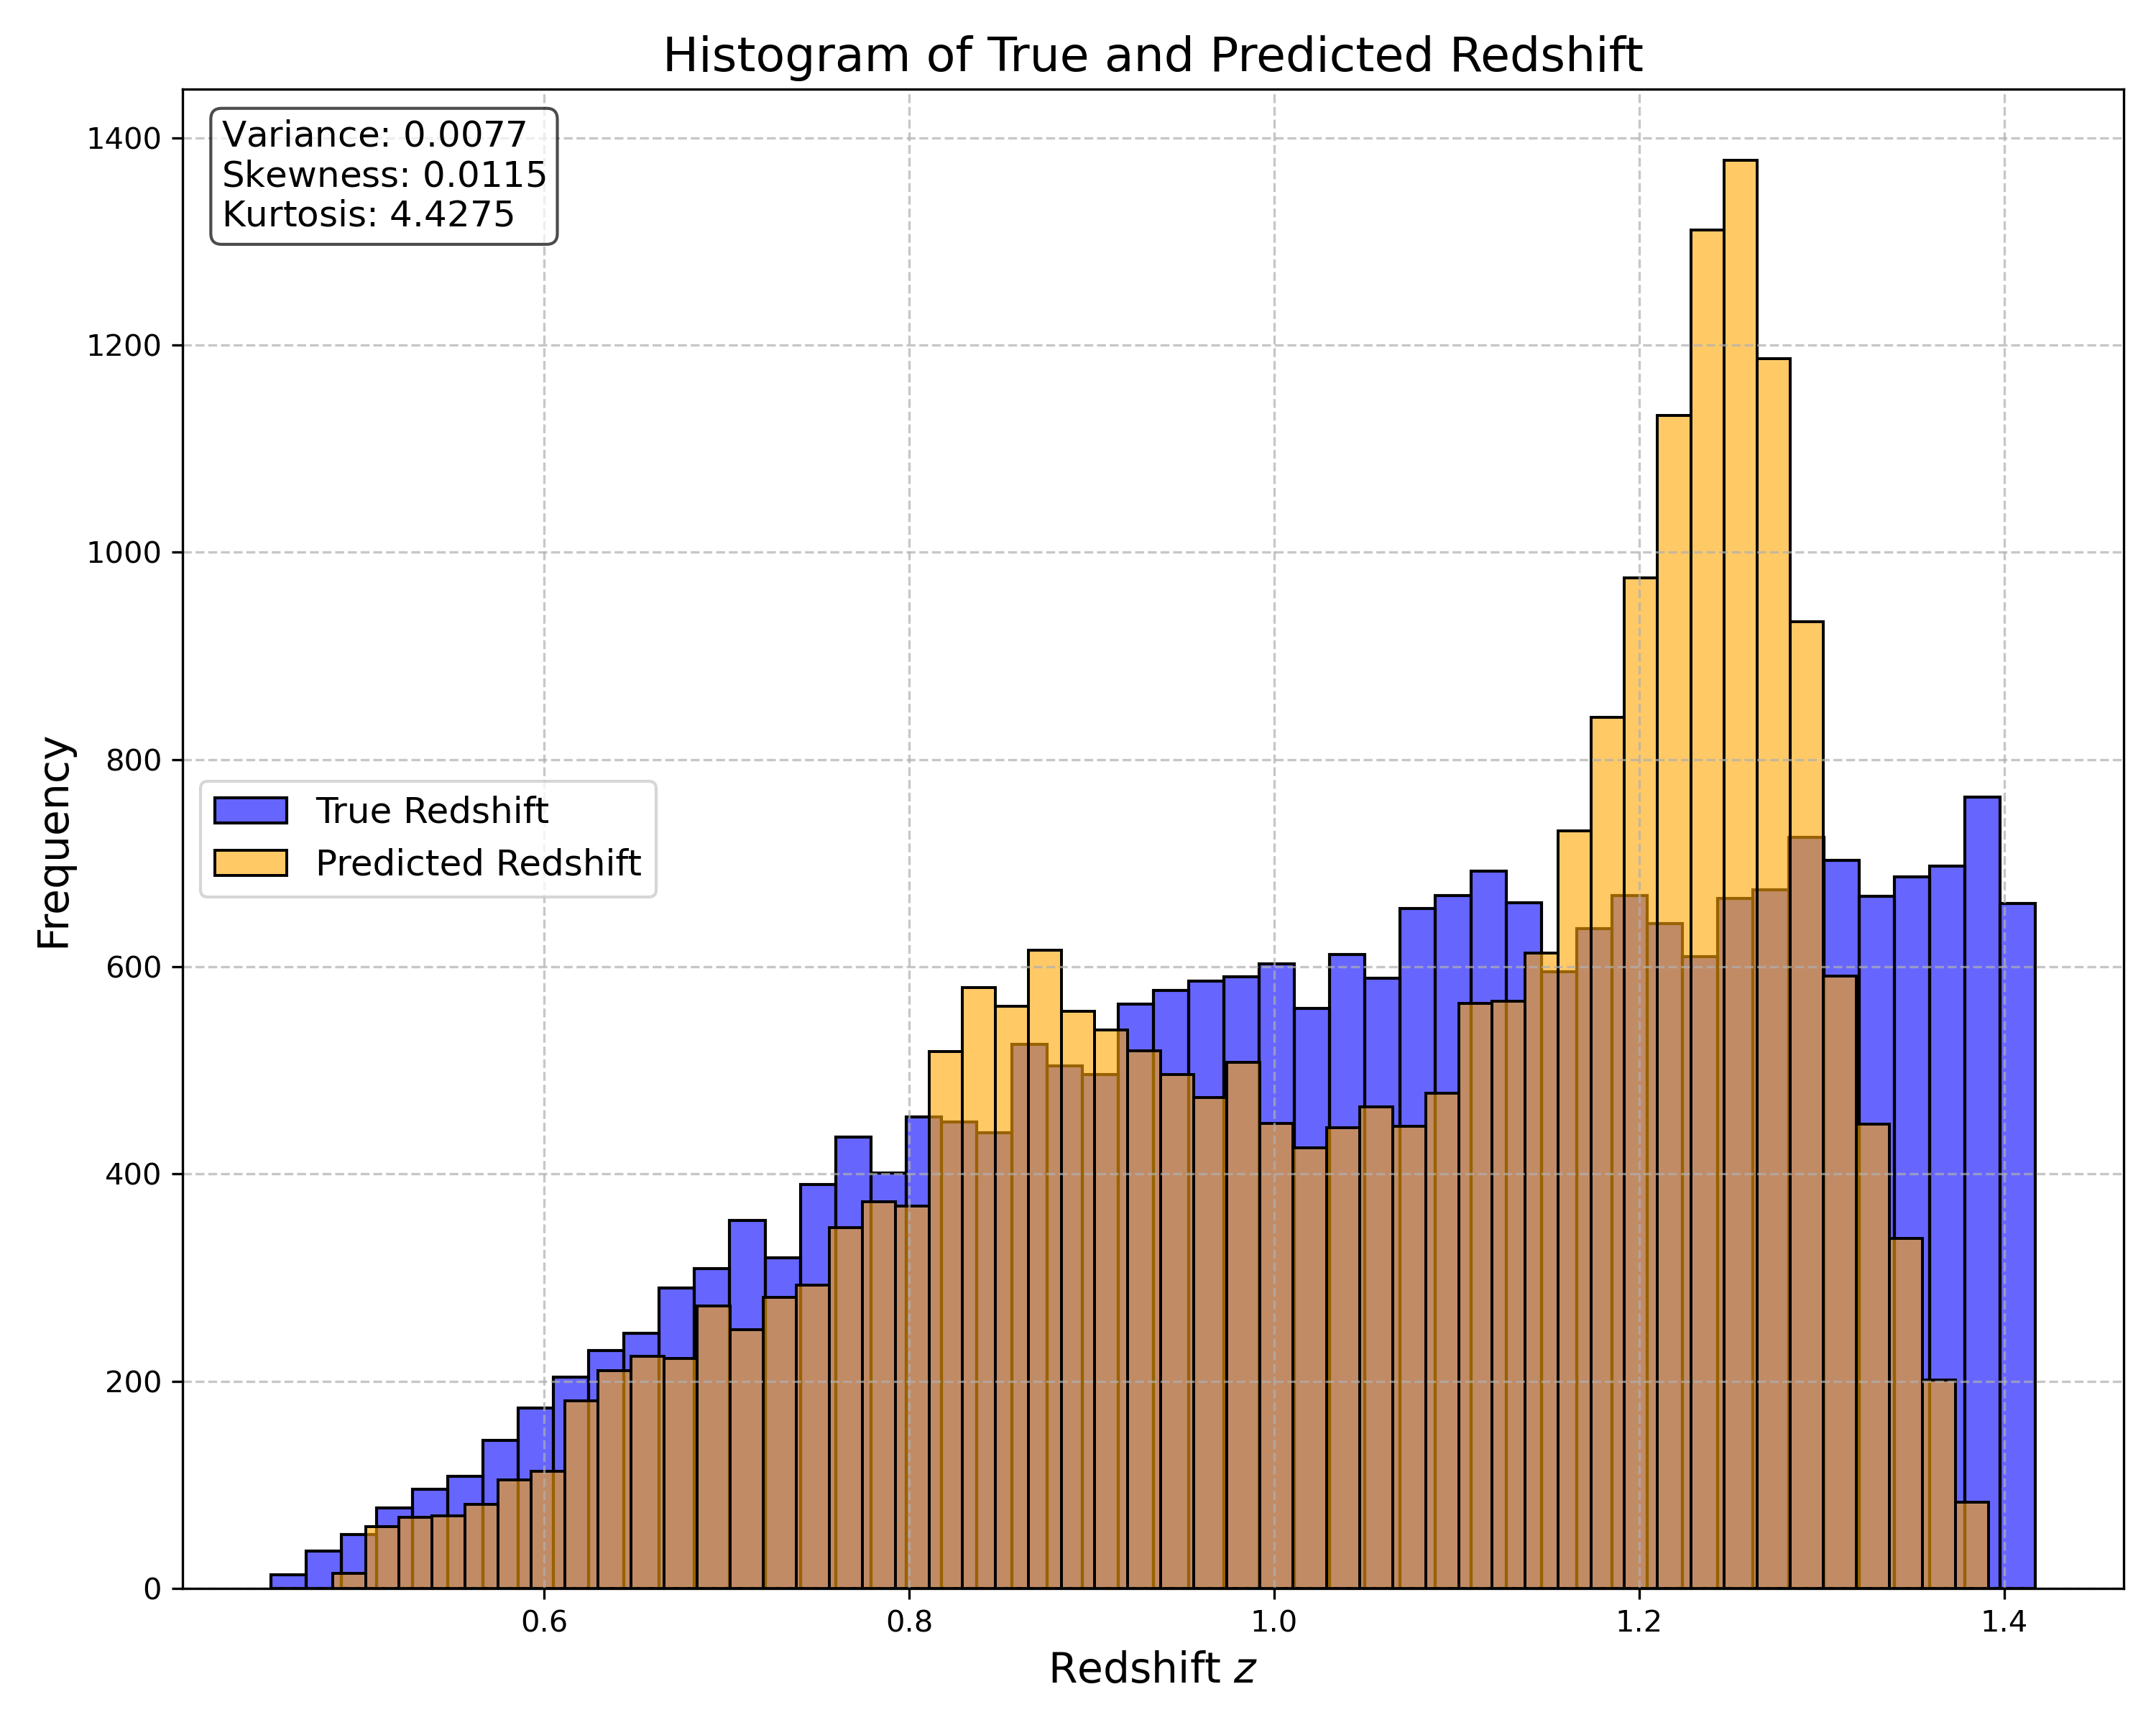 Histogram of True and Predicted Redshift
Variance: 0.0077
Skewness: 0.0115
Kurtosis: 4.4275
1400
1200
1000
800
600
400
200
0
Frequency
True Redshift
Predicted Redshift
0.6 0.8 1.0 1.2 1.4
Redshift z